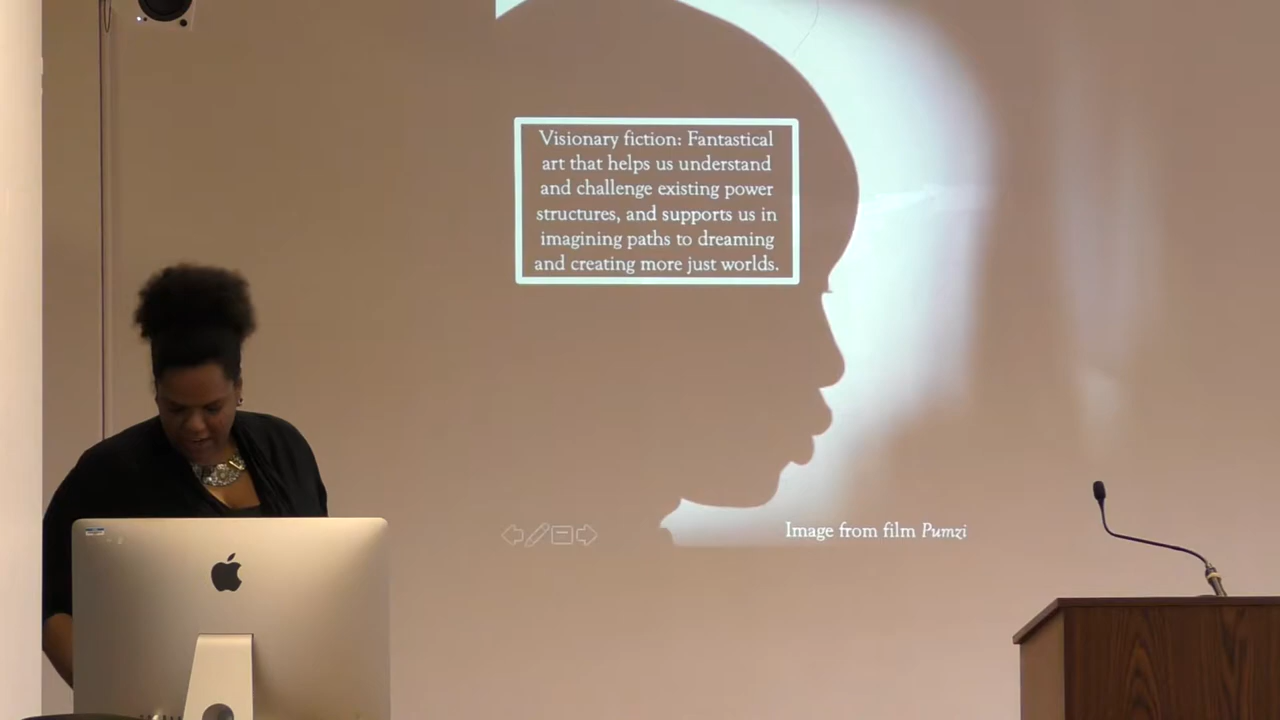 Visionary fiction: Fantastical
art that helps us understand
and challenge existing power
structures, and supports us in
imagining paths to dreaming
and creating more just worlds.
Image from film Pumzi